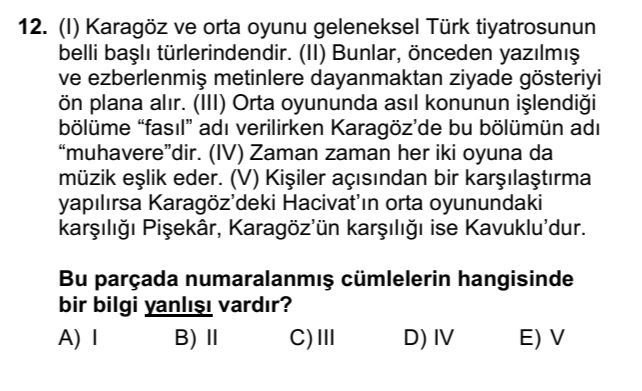 12. (I) Karagöz ve orta oyunu geleneksel Türk tiyatrosunun
belli başlı türlerindendir. (II) Bunlar, önceden yazılmış
ve ezberlenmiş metinlere dayanmaktan ziyade gösteriyi
ön plana alır. (III) Orta oyununda asıl konunun işlendiği
bölüme “fasıl” adı verilirken Karagöz’de bu bölümün adı
“muhavere”dir. (IV) Zaman zaman her iki oyuna da
müzik eşlik eder. (V) Kişiler açısından bir karşılaştırma
yapılırsa Karagöz’deki Hacivat’ın orta oyunundaki
karşılığı Pişekâr, Karagöz’ün karşılığı ise Kavuklu’dur.
Bu parçada numaralanmış cümlelerin hangisinde
bir bilgi yanlışı vardır?
A) I B) II C) III D) IV E) V